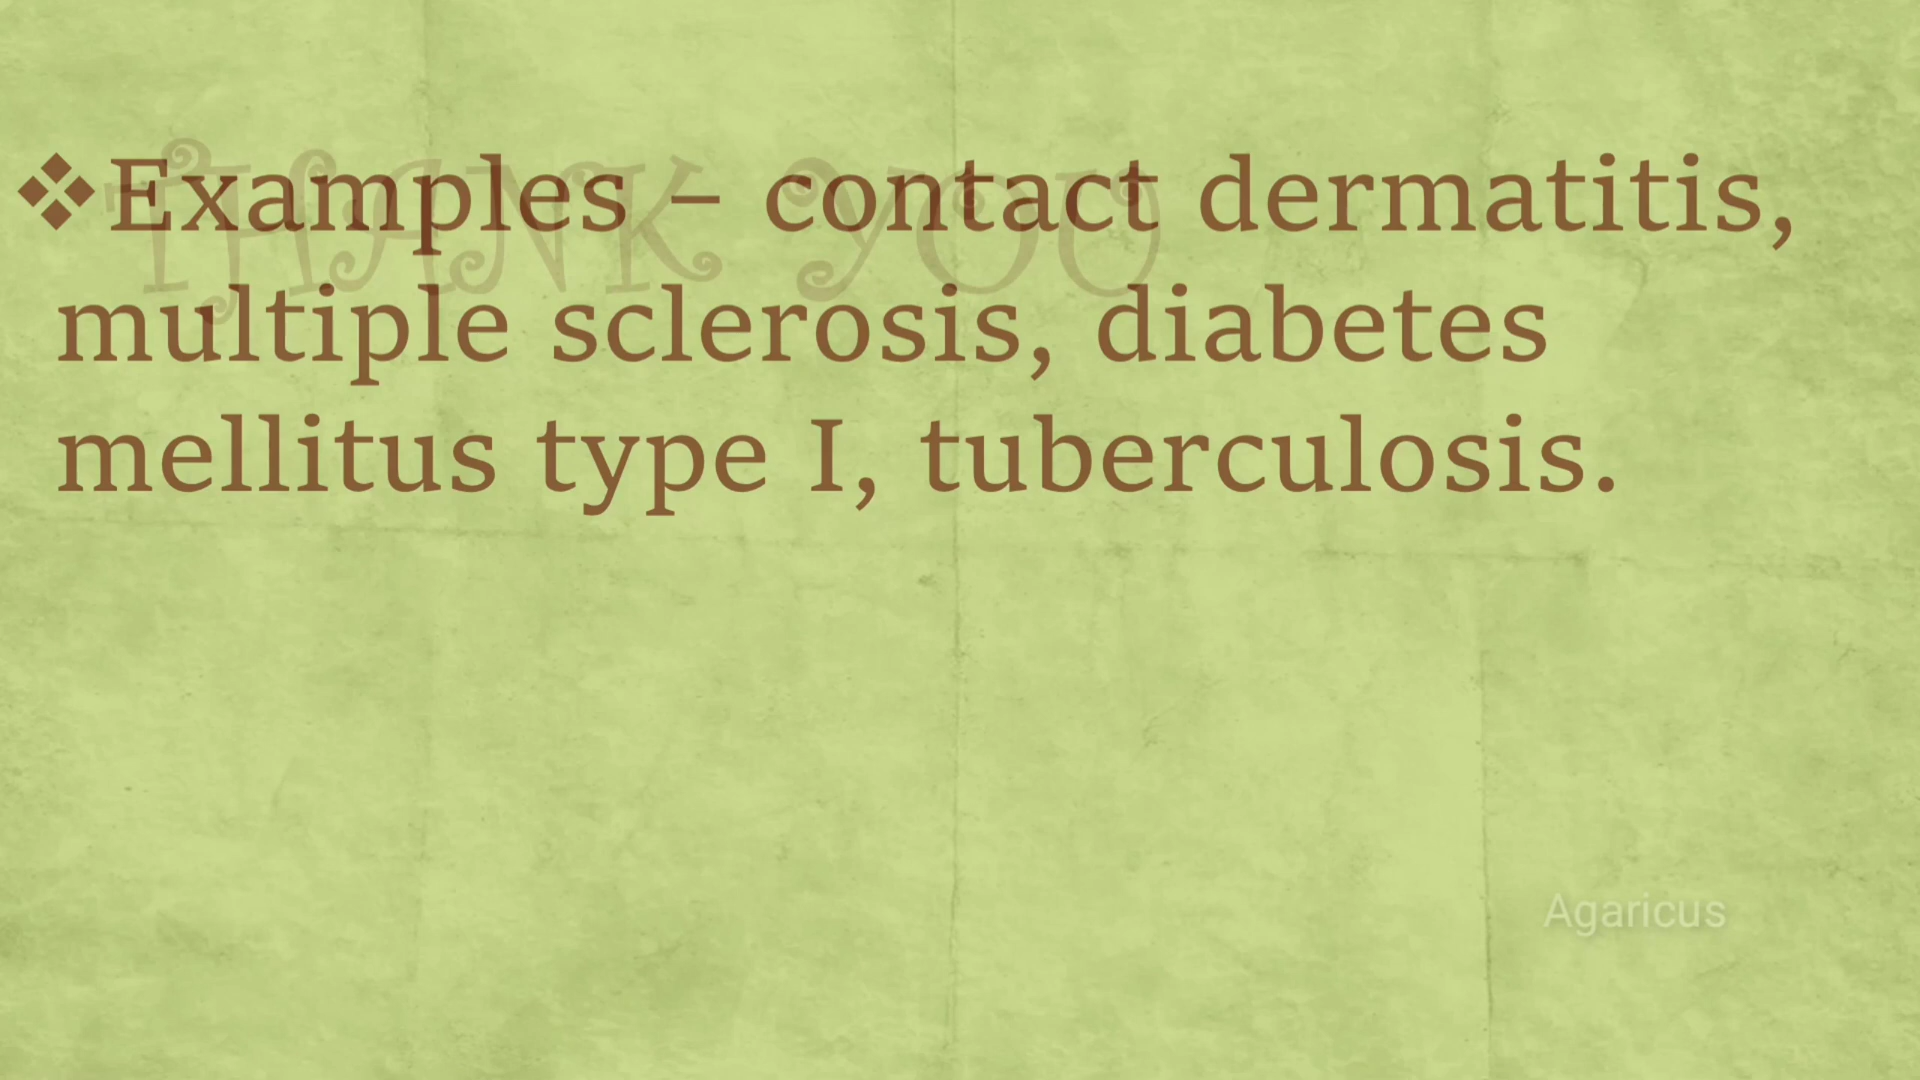 ❖Examples – contact dermatitis,
multiple sclerosis, diabetes
mellitus type I, tuberculosis.
THANK YOU
Agaricus